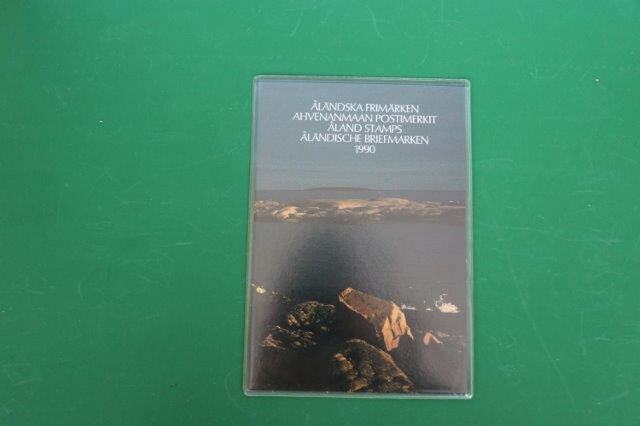 ÅLÄNDSKA FRIMÄRKEN
AHVENANMAAN POSTIMERKIT
ÅLAND STAMPS
ÅLÄNDISCHE BRIEFMARKEN
1990